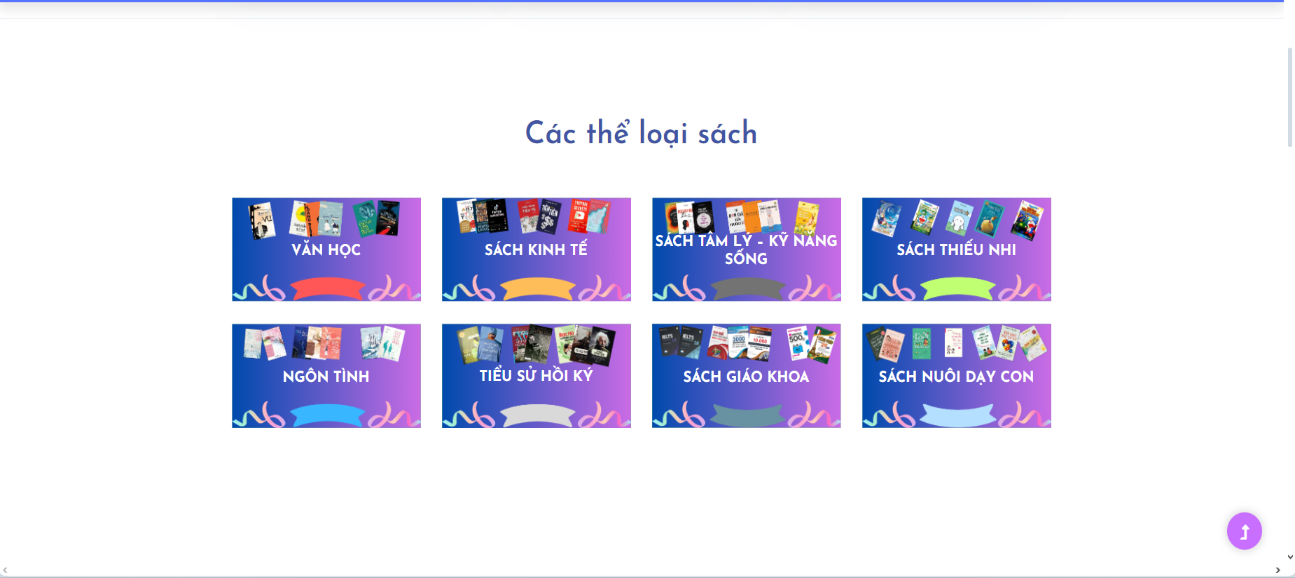 Các thể loại sách
VĂN HỌC
SÁCH KINH TẾ
SÁCH TÂM LÝ - KỸ NĂNG
SỐNG
SÁCH THIẾU NHI
NGÔN TÌNH
TIỂU SỬ HỒI KÝ
SÁCH GIÁO KHOA
SÁCH NUÔI DẠY CON